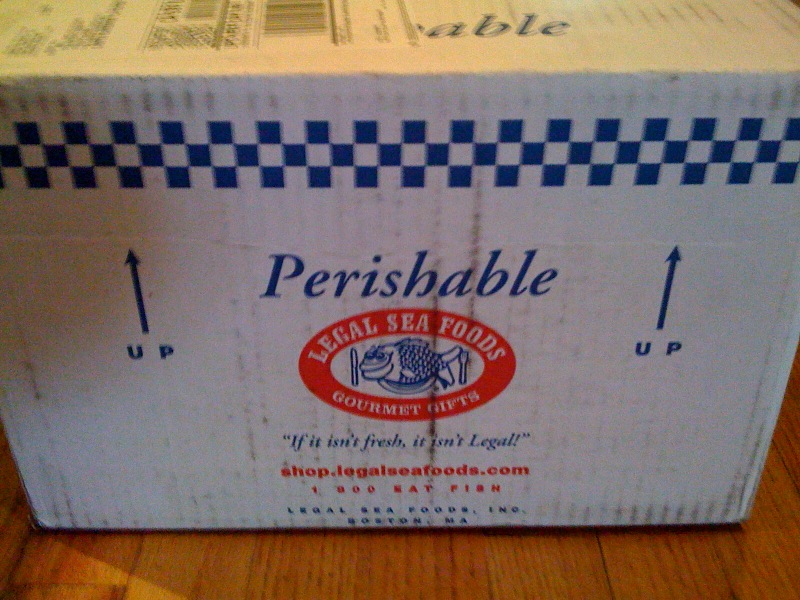 able
Perishable
LEGAL SEA FOODS
GOURMET GIFTS
UP
UP
"If it isn't fresh, it isn't Legal!"
shop.legalseafoods.com
1 800 EAT FISH
LEGAL SEA FOODS, INC.
BOSTON, MA